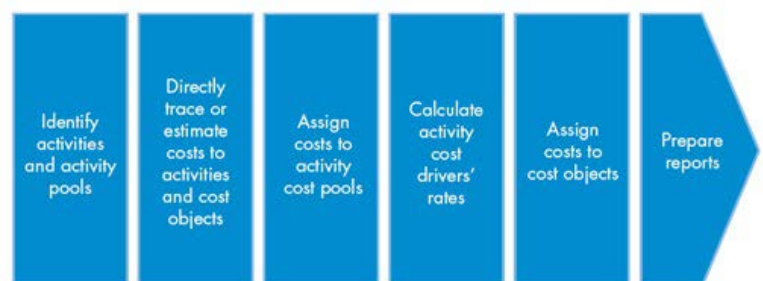 Identify
activities
and activity
pools
Directly
trace or
estimate
costs to
activities
and cost
objects
Assign
costs to
activity
cost pools
Calculate
activity
cost
drivers’
rates
Assign
costs to
cost objects
Prepare
reports